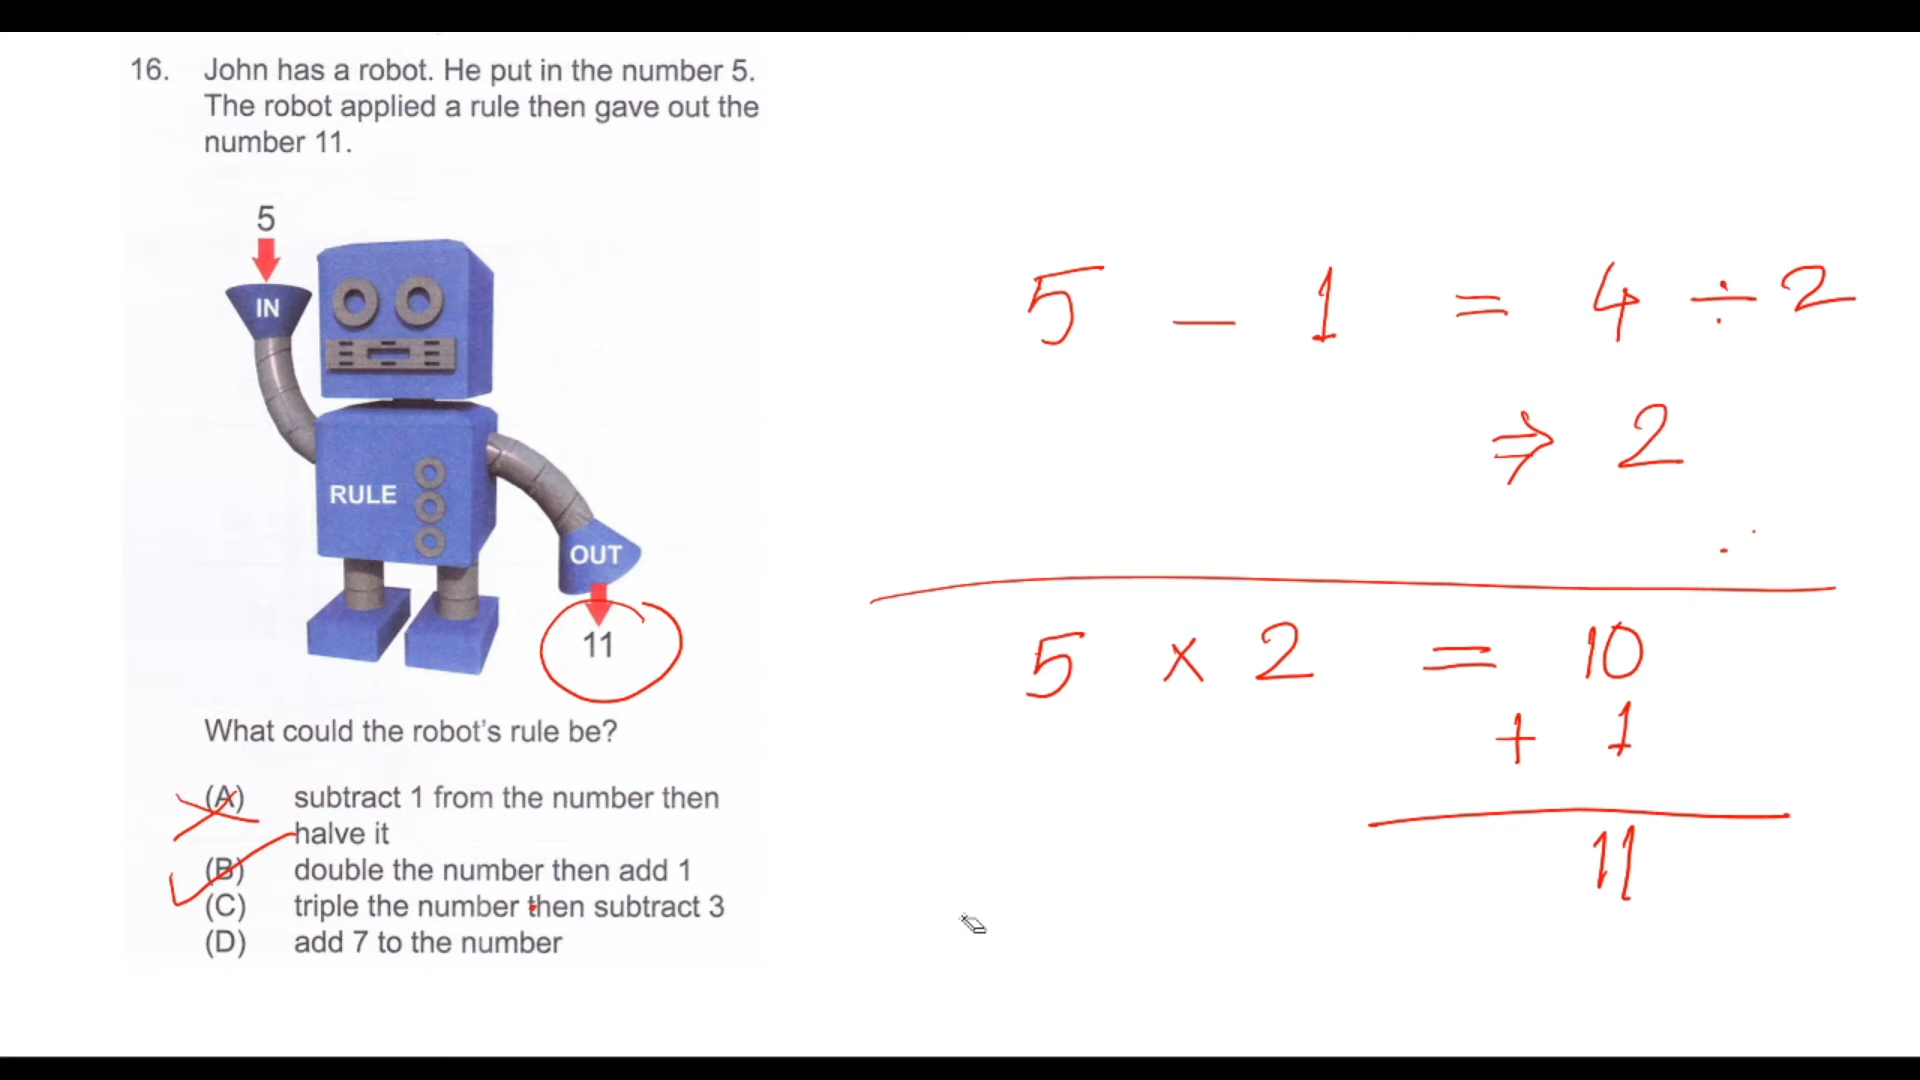 16. John has a robot. He put in the number 5.
The robot applied a rule then gave out the
number 11.
5
IN
RULE
OUT
11
What could the robot's rule be?
(A) subtract 1 from the number then
halve it
(B) double the number then add 1
(C) triple the number then subtract 3
(D) add 7 to the number
5 - 1 = 4 ÷ 2
⇒ 2
5 × 2 = 10
+ 1
11